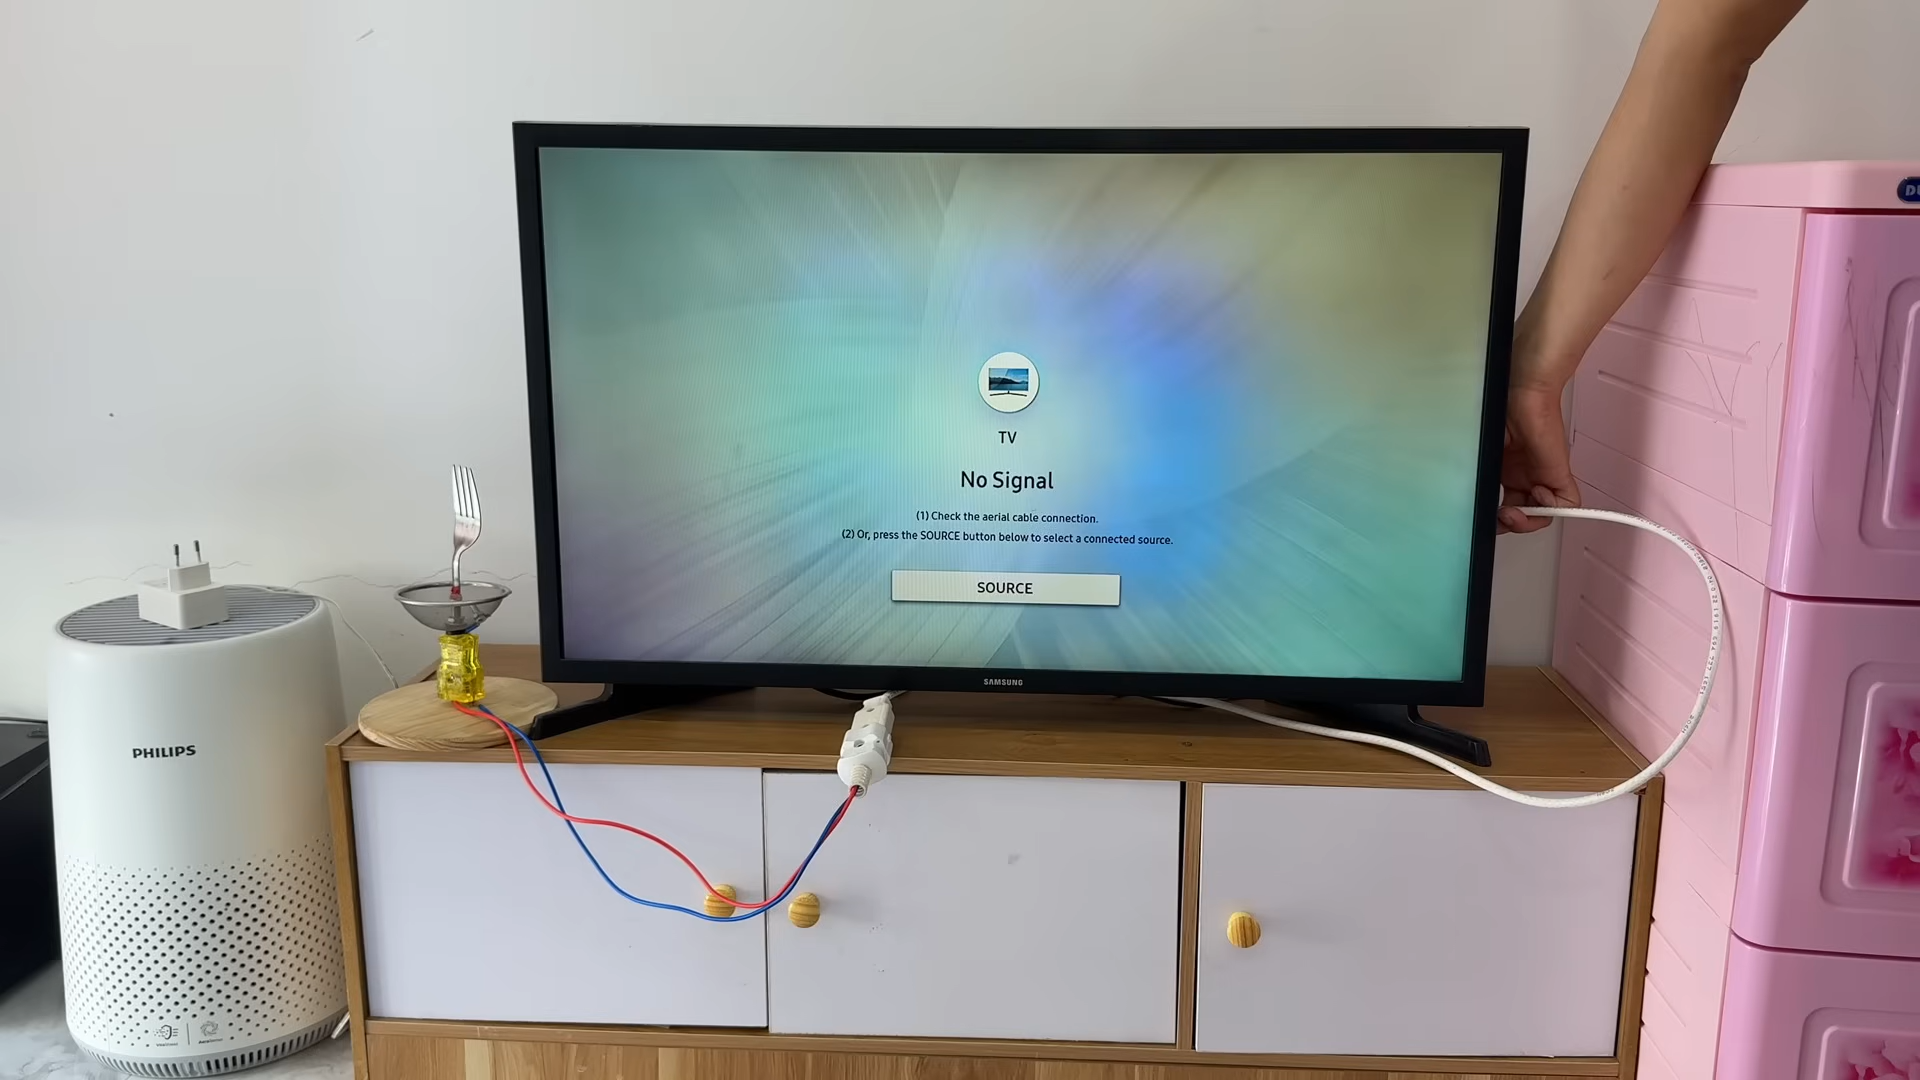 TV
No Signal
(1) Check the aerial cable connection.
(2) Or, press the SOURCE button below to select a connected source.
SOURCE
SAMSUNG
PHILIPS